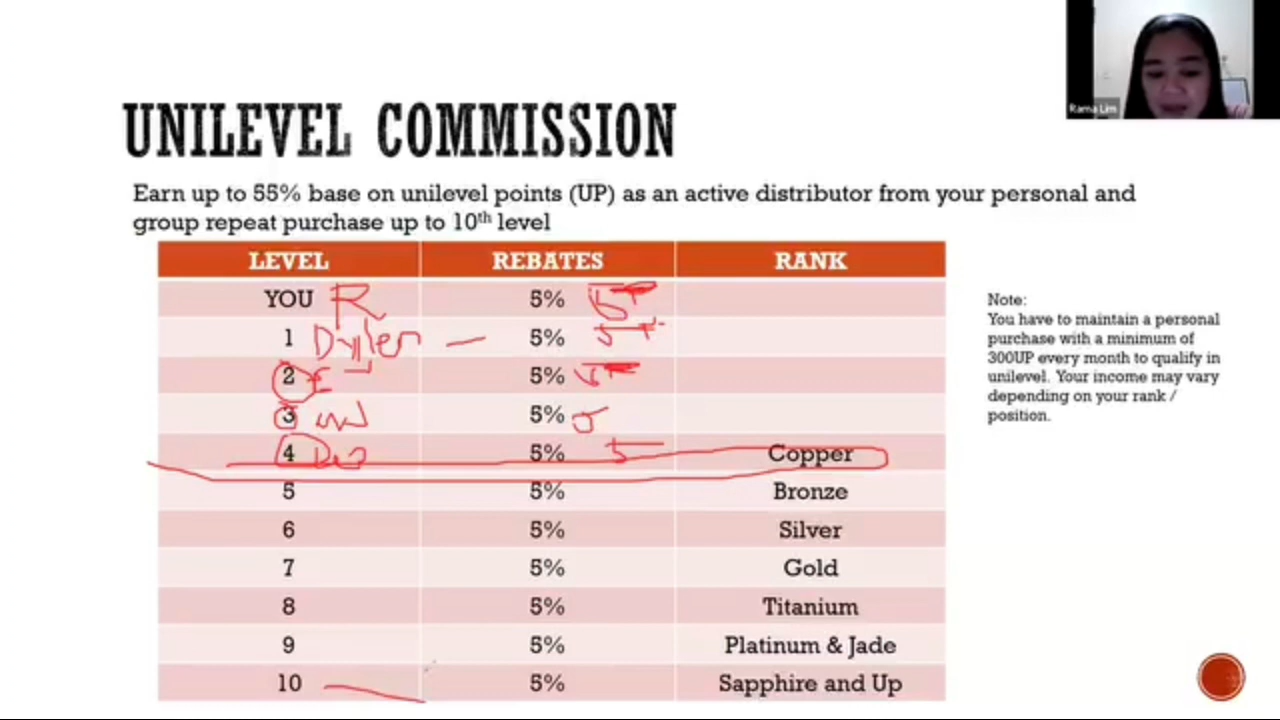 Rama Lim
UNILEVEL COMMISSION
Earn up to 55% base on unilevel points (UP) as an active distributor from your personal and
group repeat purchase up to 10th level
LEVEL REBATES RANK
YOU R 5%
1 Dyllen 5%
2 E 5%
3 5% 5
4 5% 5 Copper
5 5% Bronze
6 5% Silver
7 5% Gold
8 5% Titanium
9 5% Platinum & Jade
10 5% Sapphire and Up
Note:
You have to maintain a personal
purchase with a minimum of
300UP every month to qualify in
unilevel. Your income may vary
depending on your rank /
position.